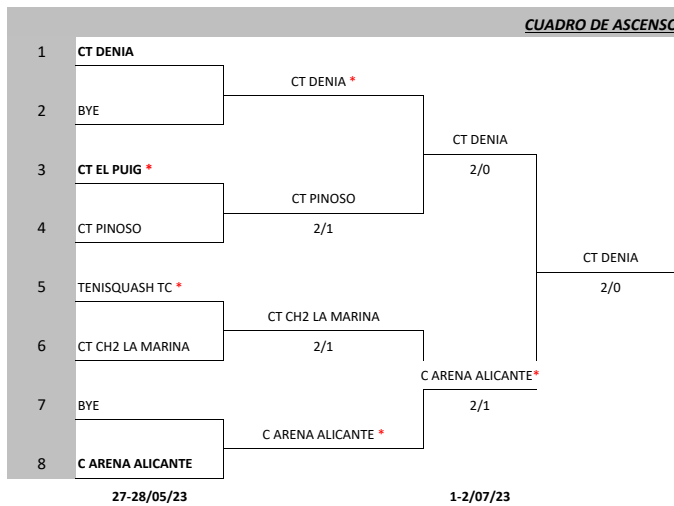 CUADRO DE ASCENSO
1 CT DENIA
CT DENIA *
2 BYE
CT DENIA
3 CT EL PUIG * 2/0
CT PINOSO
4 CT PINOSO 2/1
CT DENIA
5 TENISQUASH TC * 2/0
CT CH2 LA MARINA
6 CT CH2 LA MARINA 2/1
C ARENA ALICANTE*
7 BYE 2/1
C ARENA ALICANTE *
8 C ARENA ALICANTE
27-28/05/23 1-2/07/23